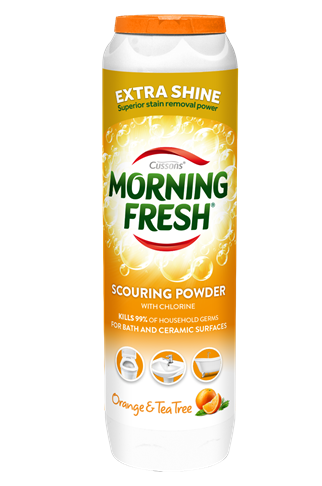 EXTRA SHINE
Superior stain removal power
Cussons®
MORNING
FRESH®
SCOURING POWDER
WITH CHLORINE
KILLS 99% OF HOUSEHOLD GERMS
FOR BATH AND CERAMIC SURFACES
Orange & Tea Tree